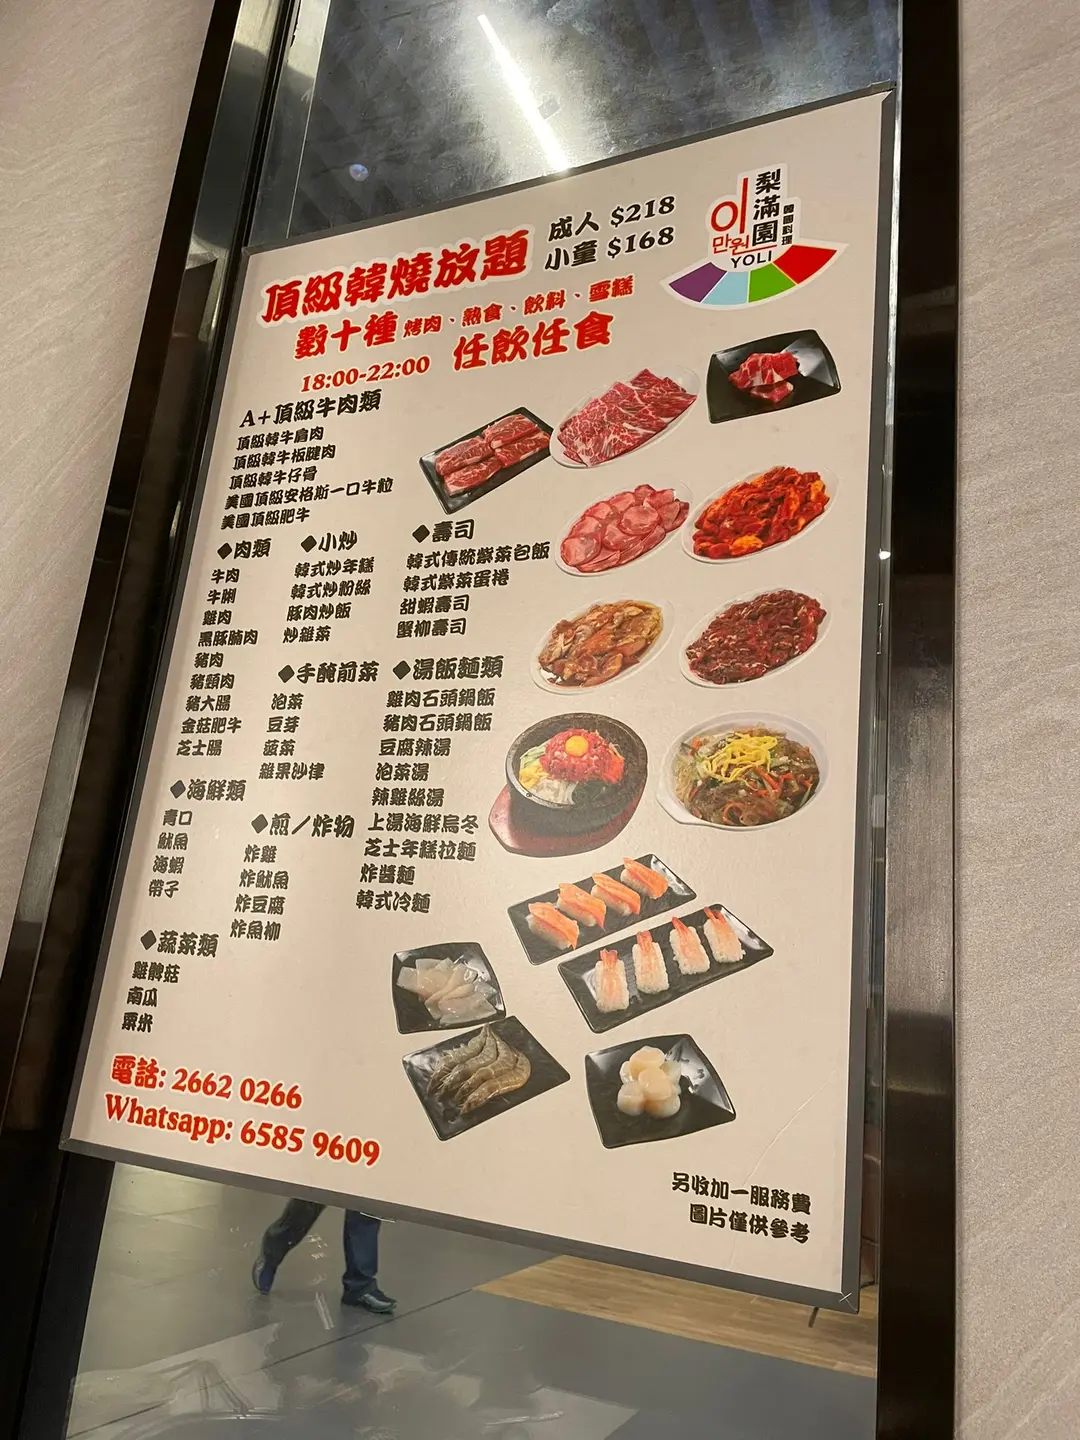 成人 $218
小童 $168
梨滿園
韓國料理
이만원
YOLI
頂級韓燒放題
數十種 烤肉、熟食、飲料、雪糕
18:00-22:00 任飲任食
A+頂級牛肉類
頂級韓牛肩肉
頂級韓牛板腱肉
頂級韓牛仔骨
美國頂級安格斯一口牛粒
美國頂級肥牛
◆肉類
牛肉
牛脷
雞肉
黑豚腩肉
豬肉
豬頸肉
豬大腸
金菇肥牛
芝士腸
◆海鮮類
青口
魷魚
海蝦
帶子
◆蔬菜類
雞髀菇
南瓜
粟米
◆小炒
韓式炒年糕
韓式炒粉絲
豚肉炒飯
炒雜菜
◆手醃前菜
泡菜
豆芽
菠菜
雜果沙律
◆煎/炸物
炸雞
炸魷魚
炸豆腐
炸魚柳
◆壽司
韓式傳統紫菜包飯
韓式紫菜蛋捲
甜蝦壽司
蟹柳壽司
◆湯飯麵類
雞肉石頭鍋飯
豬肉石頭鍋飯
豆腐辣湯
泡菜湯
辣雞絲湯
上湯海鮮烏冬
芝士年糕拉麵
炸醬麵
韓式冷麵
電話: 2662 0266
Whatsapp: 6585 9609
另收加一服務費
圖片僅供參考